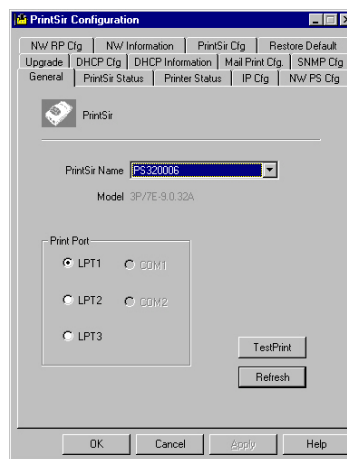 PrintSir Configuration
NW RP Cfg NW Information PrintSir Cfg Restore Default
Upgrade DHCP Cfg DHCP Information Mail Print Cfg. SNMP Cfg
General PrintSir Status Printer Status IP Cfg NW PS Cfg
PrintSir
PrintSir Name PS320006
Model 3P/7E-9.0.32A
Print Port
LPT1 COM1
LPT2 COM2
LPT3
TestPrint
Refresh
OK Cancel Apply Help